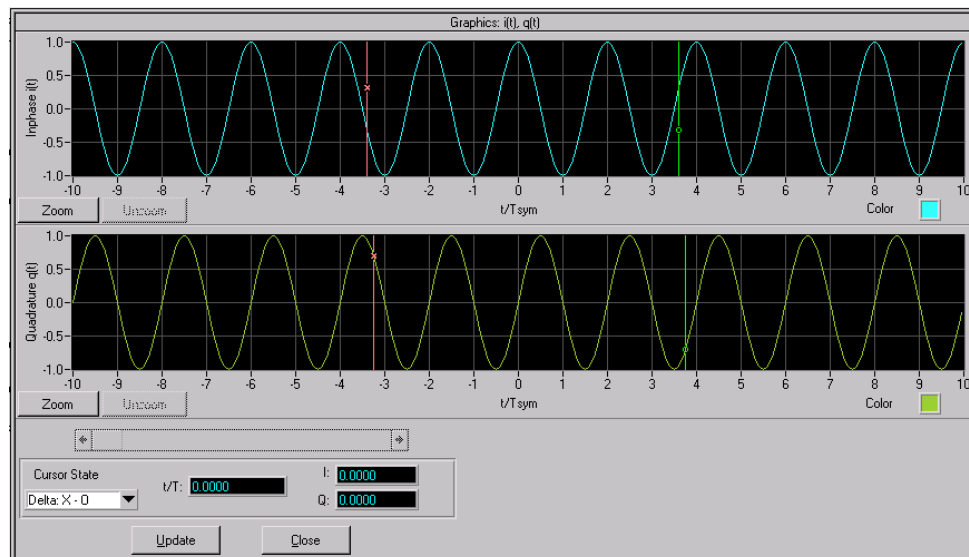 Graphics: i(t), q(t)
Inphase i(t)
1.0
0.5
0.0
-0.5
-1.0
-10 -9 -8 -7 -6 -5 -4 -3 -2 -1 0 1 2 3 4 5 6 7 8 9 10
Zoom Unzoom t/Tsym Color
Quadrature q(t)
1.0
0.5
0.0
-0.5
-1.0
-10 -9 -8 -7 -6 -5 -4 -3 -2 -1 0 1 2 3 4 5 6 7 8 9 10
Zoom Unzoom t/Tsym Color
Cursor State
Delta: X - O
t/T: 0.0000
I: 0.0000
Q: 0.0000
Update Close